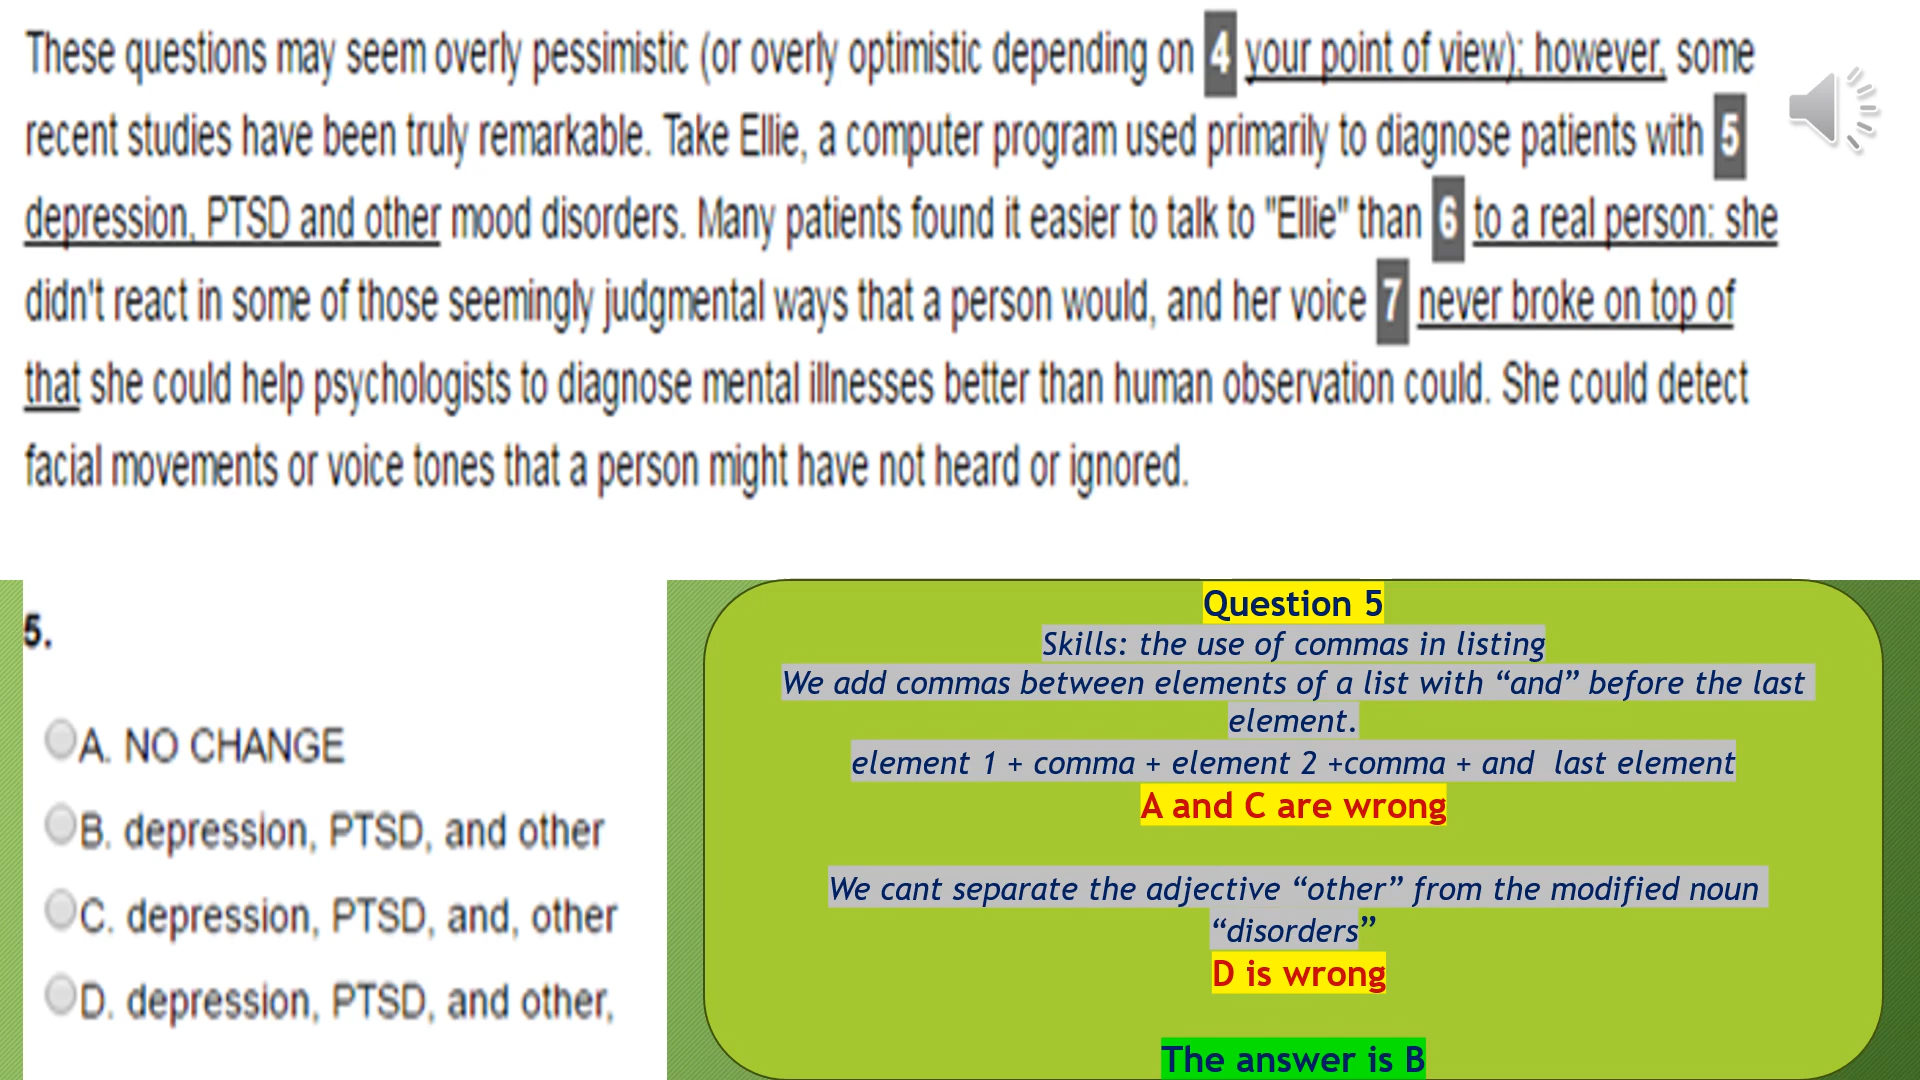 These questions may seem overly pessimistic (or overly optimistic depending on 4 your point of view); however, some
recent studies have been truly remarkable. Take Ellie, a computer program used primarily to diagnose patients with 5
depression, PTSD and other mood disorders. Many patients found it easier to talk to "Ellie" than 6 to a real person: she
didn't react in some of those seemingly judgmental ways that a person would, and her voice 7 never broke on top of
that she could help psychologists to diagnose mental illnesses better than human observation could. She could detect
facial movements or voice tones that a person might have not heard or ignored.
5.
A. NO CHANGE
B. depression, PTSD, and other
C. depression, PTSD, and, other
D. depression, PTSD, and other,
Question 5
Skills: the use of commas in listing
We add commas between elements of a list with “and” before the last
element.
element 1 + comma + element 2 +comma + and last element
A and C are wrong
We cant separate the adjective “other” from the modified noun
“disorders”
D is wrong
The answer is B